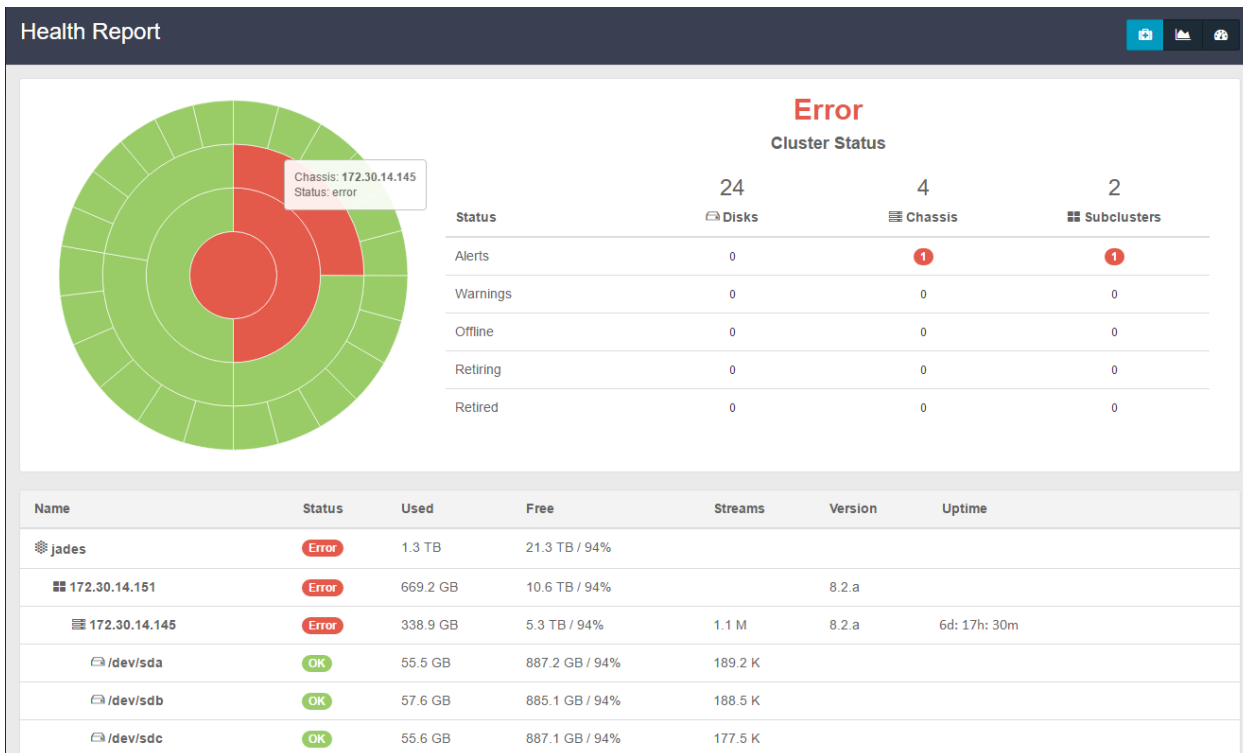 Health Report
Chassis: 172.30.14.145
Status: error
Error
Cluster Status
24 4 2
Status Disks Chassis Subclusters
Alerts 0 1 1
Warnings 0 0 0
Offline 0 0 0
Retiring 0 0 0
Retired 0 0 0
Name Status Used Free Streams Version Uptime
jades Error 1.3 TB 21.3 TB / 94%
172.30.14.151 Error 669.2 GB 10.6 TB / 94% 8.2.a
172.30.14.145 Error 338.9 GB 5.3 TB / 94% 1.1 M 8.2.a 6d: 17h: 30m
/dev/sda OK 55.5 GB 887.2 GB / 94% 189.2 K
/dev/sdb OK 57.6 GB 885.1 GB / 94% 188.5 K
/dev/sdc OK 55.6 GB 887.1 GB / 94% 177.5 K